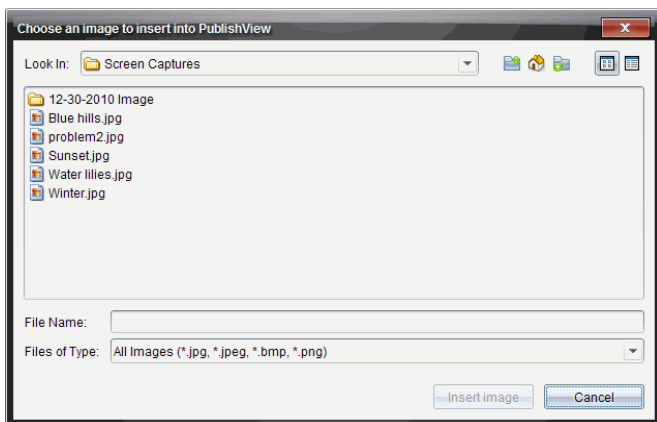 Choose an image to insert into PublishView
Look In: Screen Captures
12-30-2010 Image
Blue hills.jpg
problem2.jpg
Sunset.jpg
Water lilies.jpg
Winter.jpg
File Name:
Files of Type: All Images (*.jpg, *.jpeg, *.bmp, *.png)
Insert image Cancel